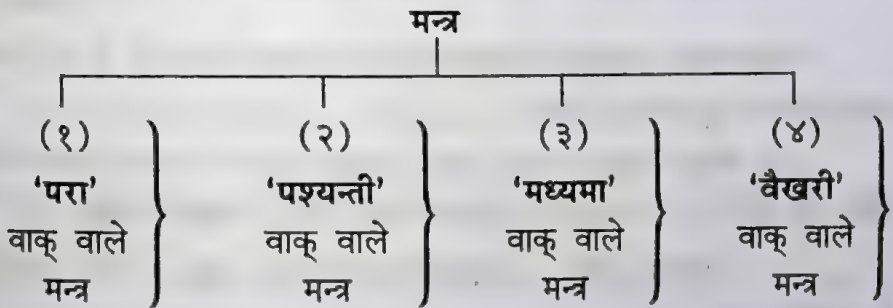 मन्त्र
(१) (२) (३) (४)
‘परा’ ‘पश्यन्ती’ ‘मध्यमा’ ‘वैखरी’
वाक् वाले वाक् वाले वाक् वाले वाक् वाले
मन्त्र मन्त्र मन्त्र मन्त्र